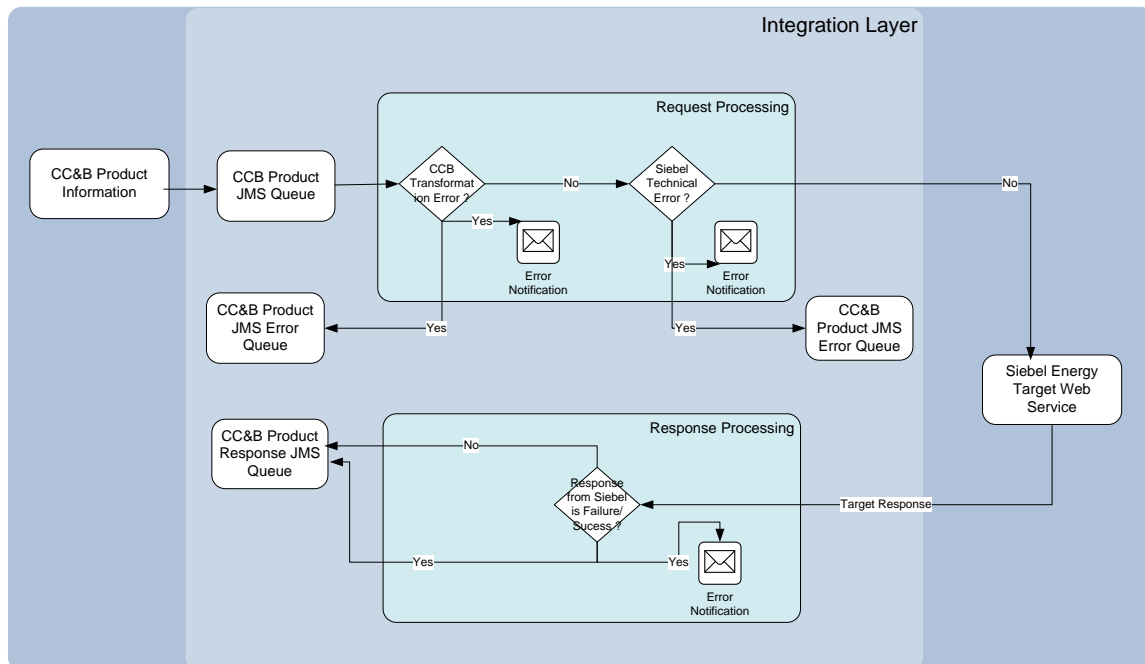 Integration Layer
Request Processing
CC&B Product
Information
CCB Product
JMS Queue
CCB
Transformat
ion Error ?
No
Siebel
Technical
Error ?
No
Yes
Error
Notification
Yes
Error
Notification
CC&B Product
JMS Error
Queue
Yes
Yes
CC&B
Product JMS
Error Queue
Siebel Energy
Target Web
Service
CC&B Product
Response JMS
Queue
Response Processing
No
Response
from Siebel
is Failure/
Sucess ?
Target Response
Yes
Yes
Error
Notification